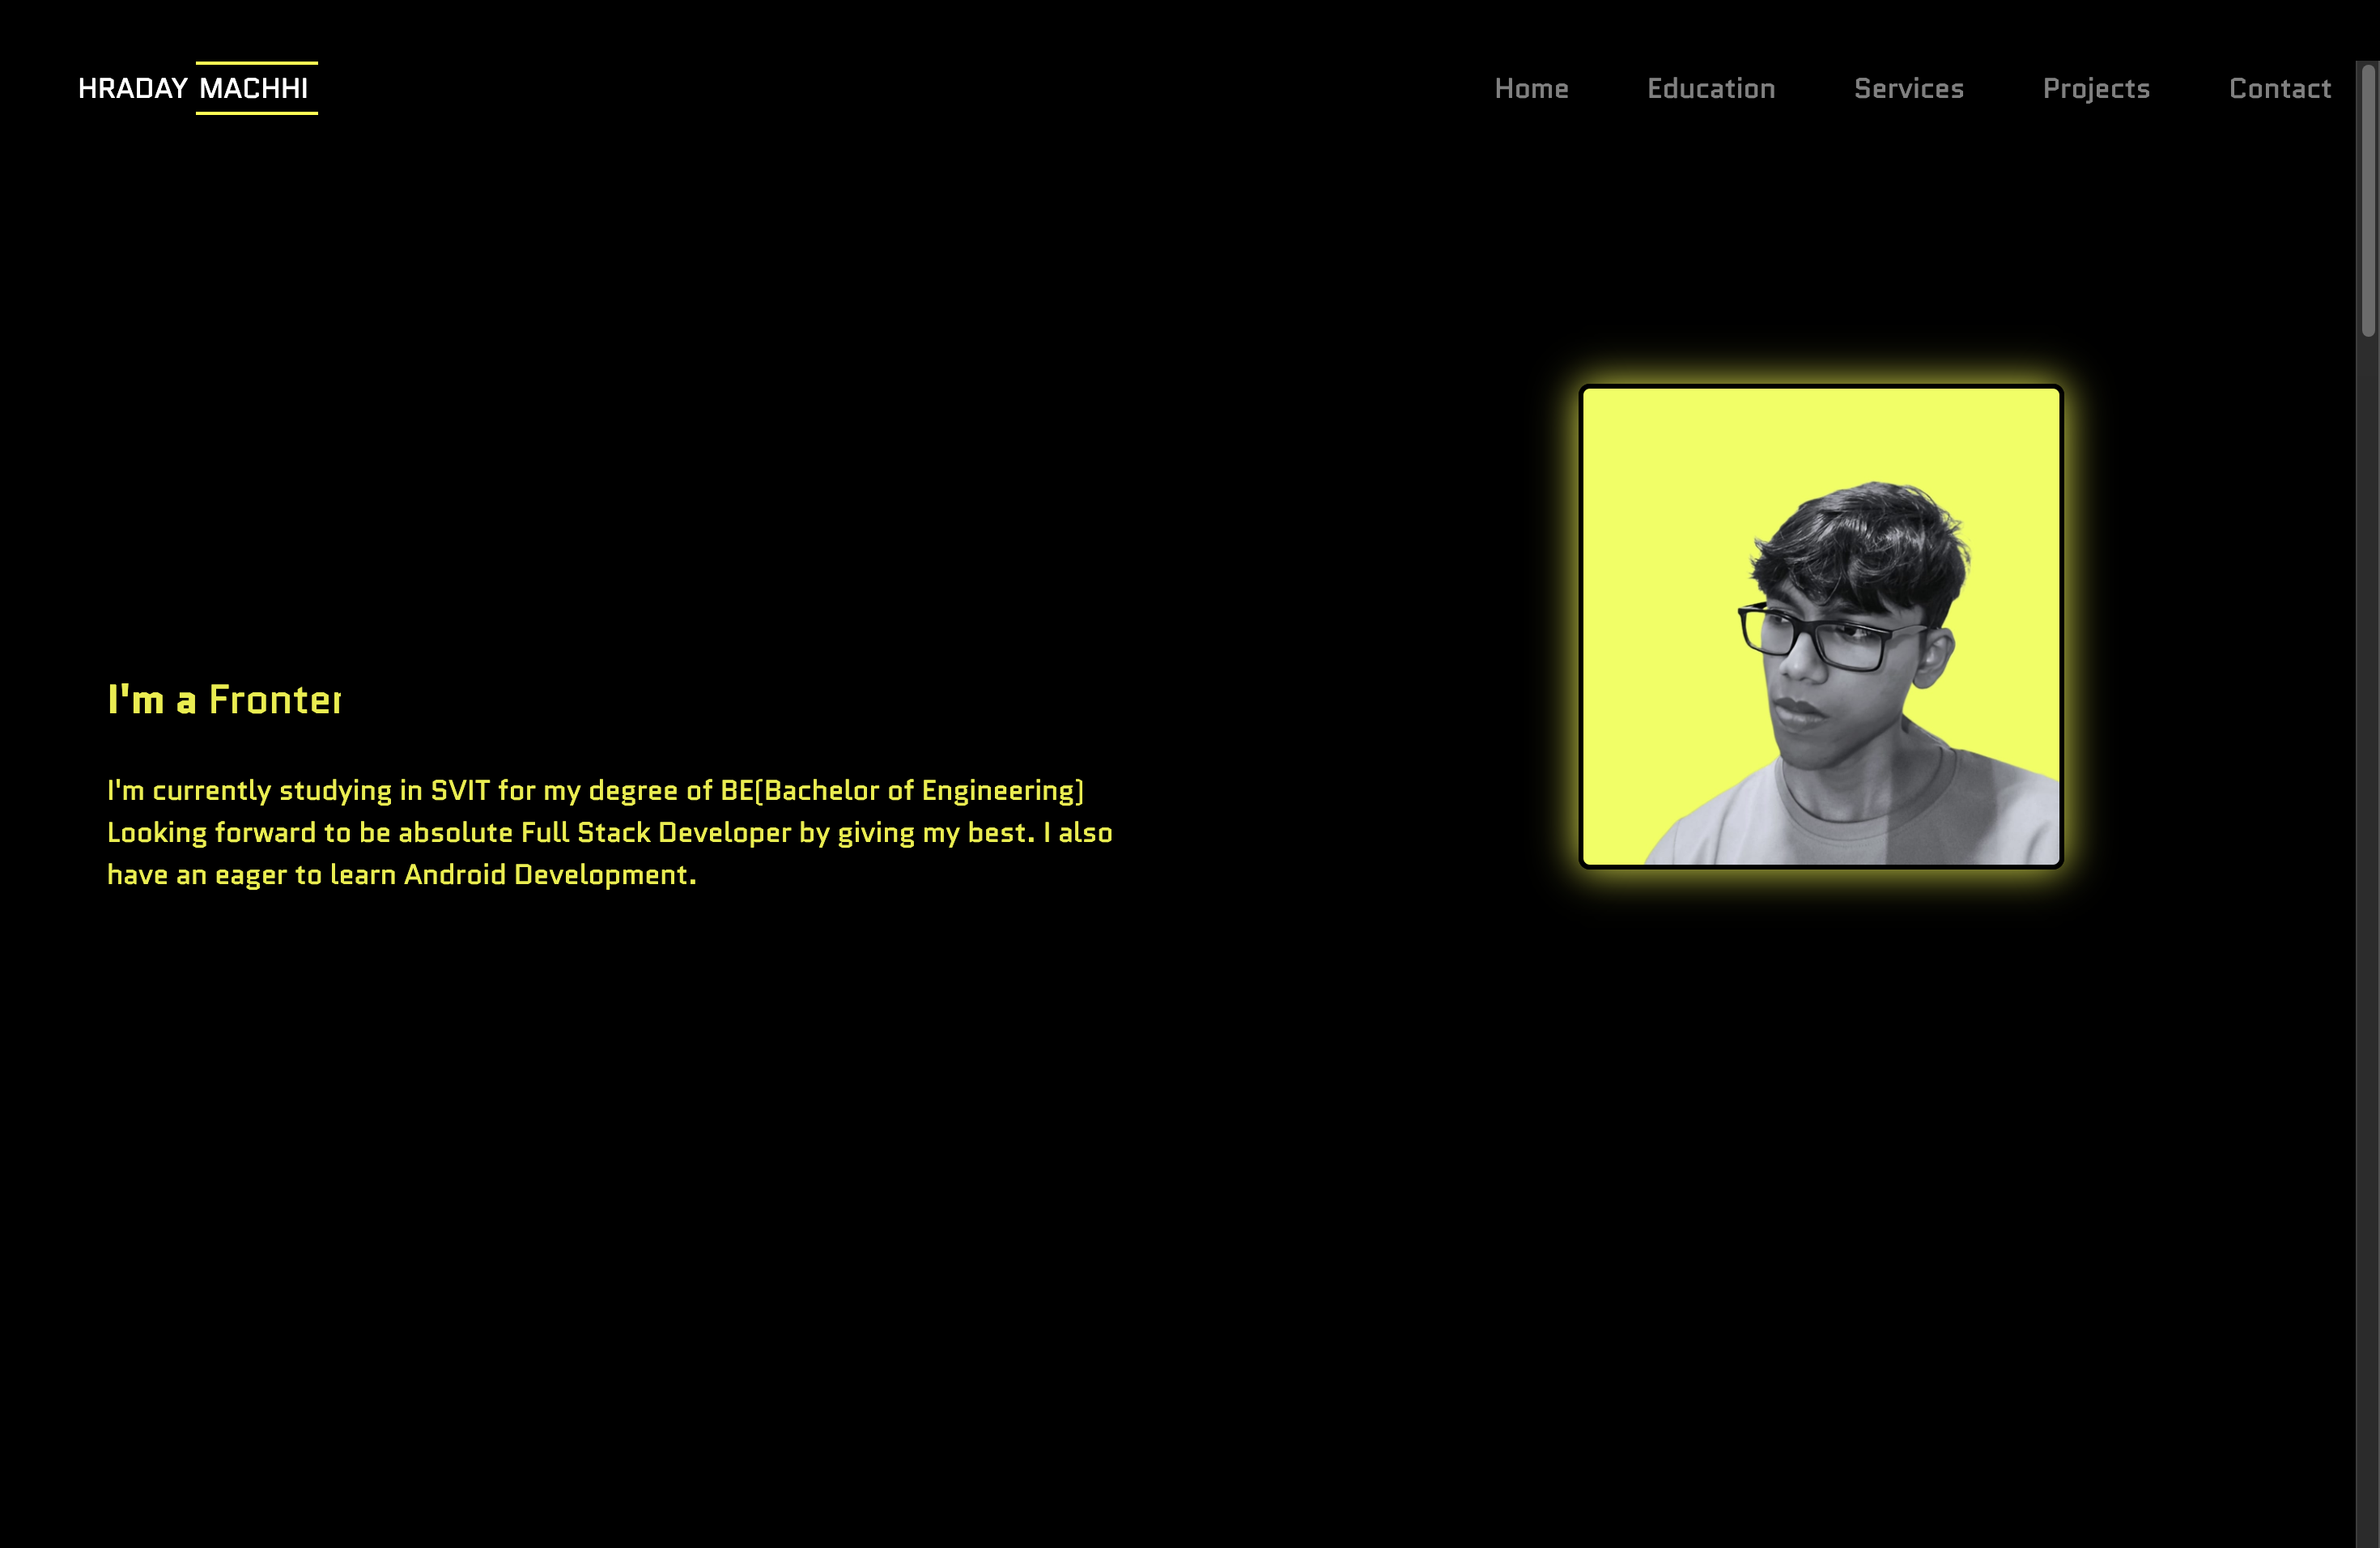 HRADAY MACHHI
Home Education Services Projects Contact
I'm a Fronter
I'm currently studying in SVIT for my degree of BE(Bachelor of Engineering)
Looking forward to be absolute Full Stack Developer by giving my best. I also
have an eager to learn Android Development.